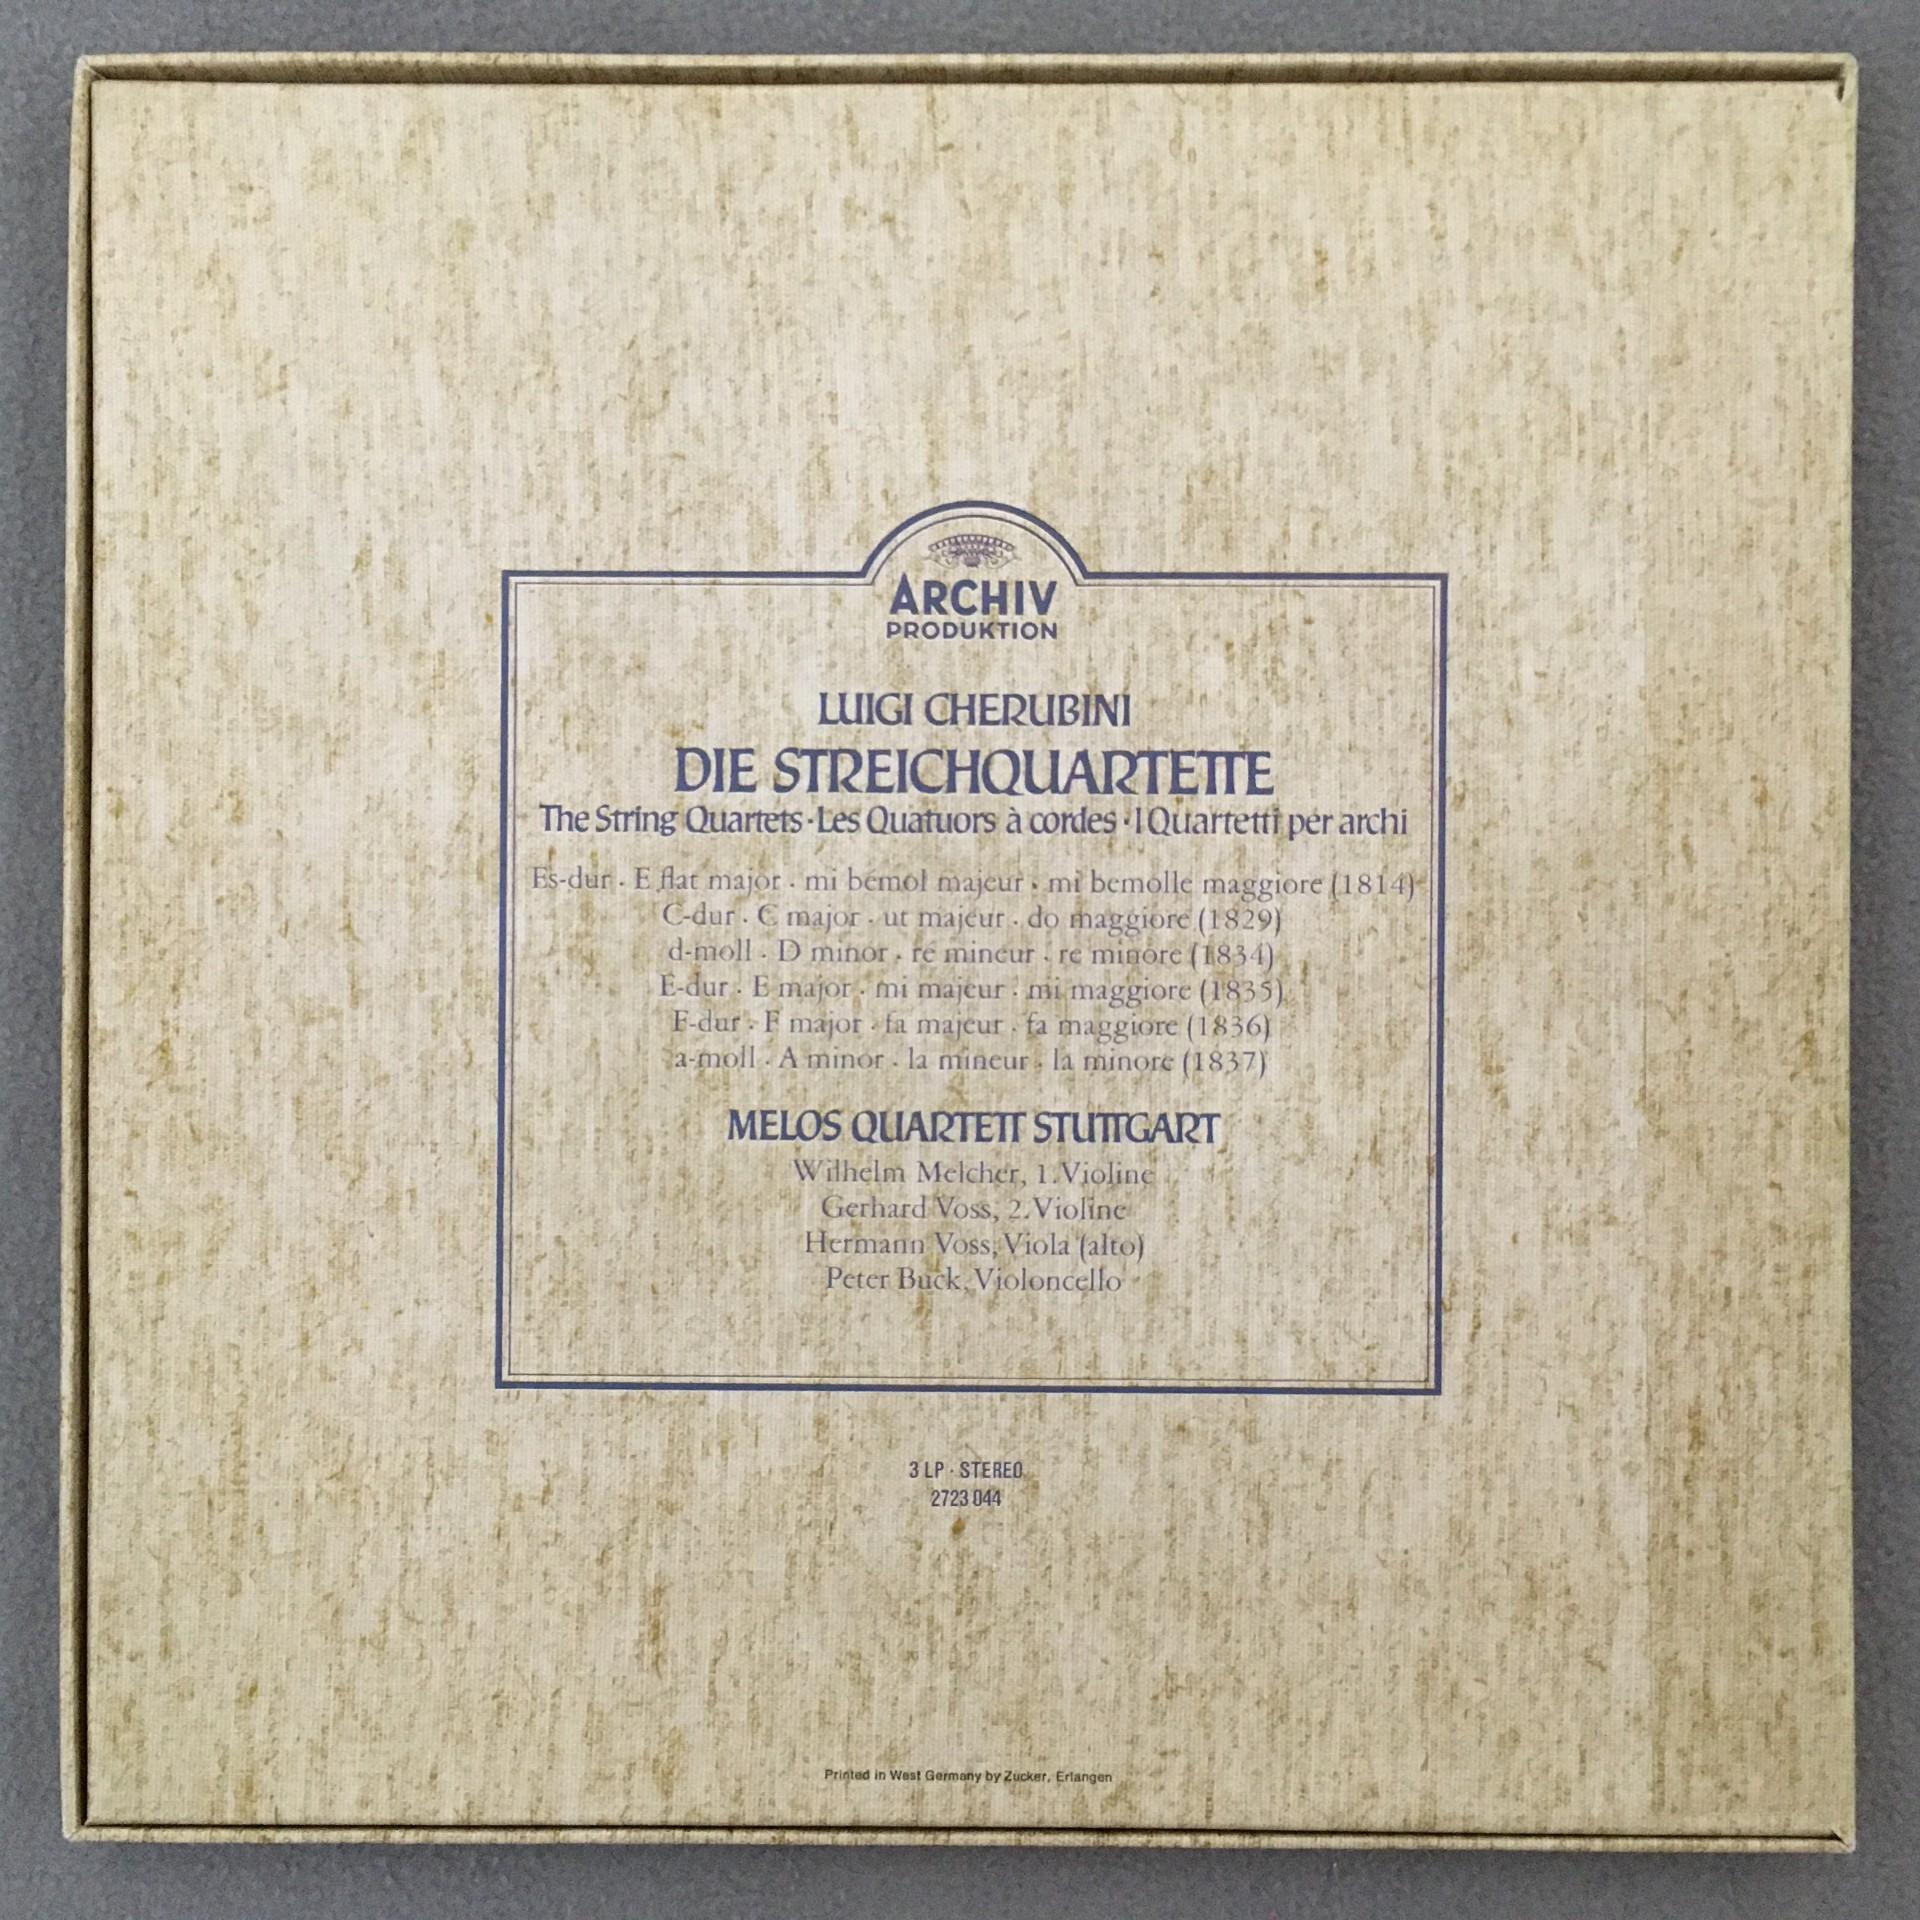 ARCHIV
PRODUKTION
LUIGI CHERUBINI
DIE STREICHQUARTETTE
The String Quartets · Les Quatuors à cordes · I Quartetti per archi
Es-dur · E flat major · mi bémol majeur · mi bemolle maggiore (1814)
C-dur · C major · ut majeur · do maggiore (1829)
d-moll · D minor · ré mineur · re minore (1834)
E-dur · E major · mi majeur · mi maggiore (1835)
F-dur · F major · fa majeur · fa maggiore (1836)
a-moll · A minor · la mineur · la minore (1837)
MELOS QUARTETT STUTTGART
Wilhelm Melcher, 1. Violine
Gerhard Voss, 2. Violine
Hermann Voss, Viola (alto)
Peter Buck, Violoncello
3 LP · STEREO
2723 044
Printed in West Germany by Zucker, Erlangen